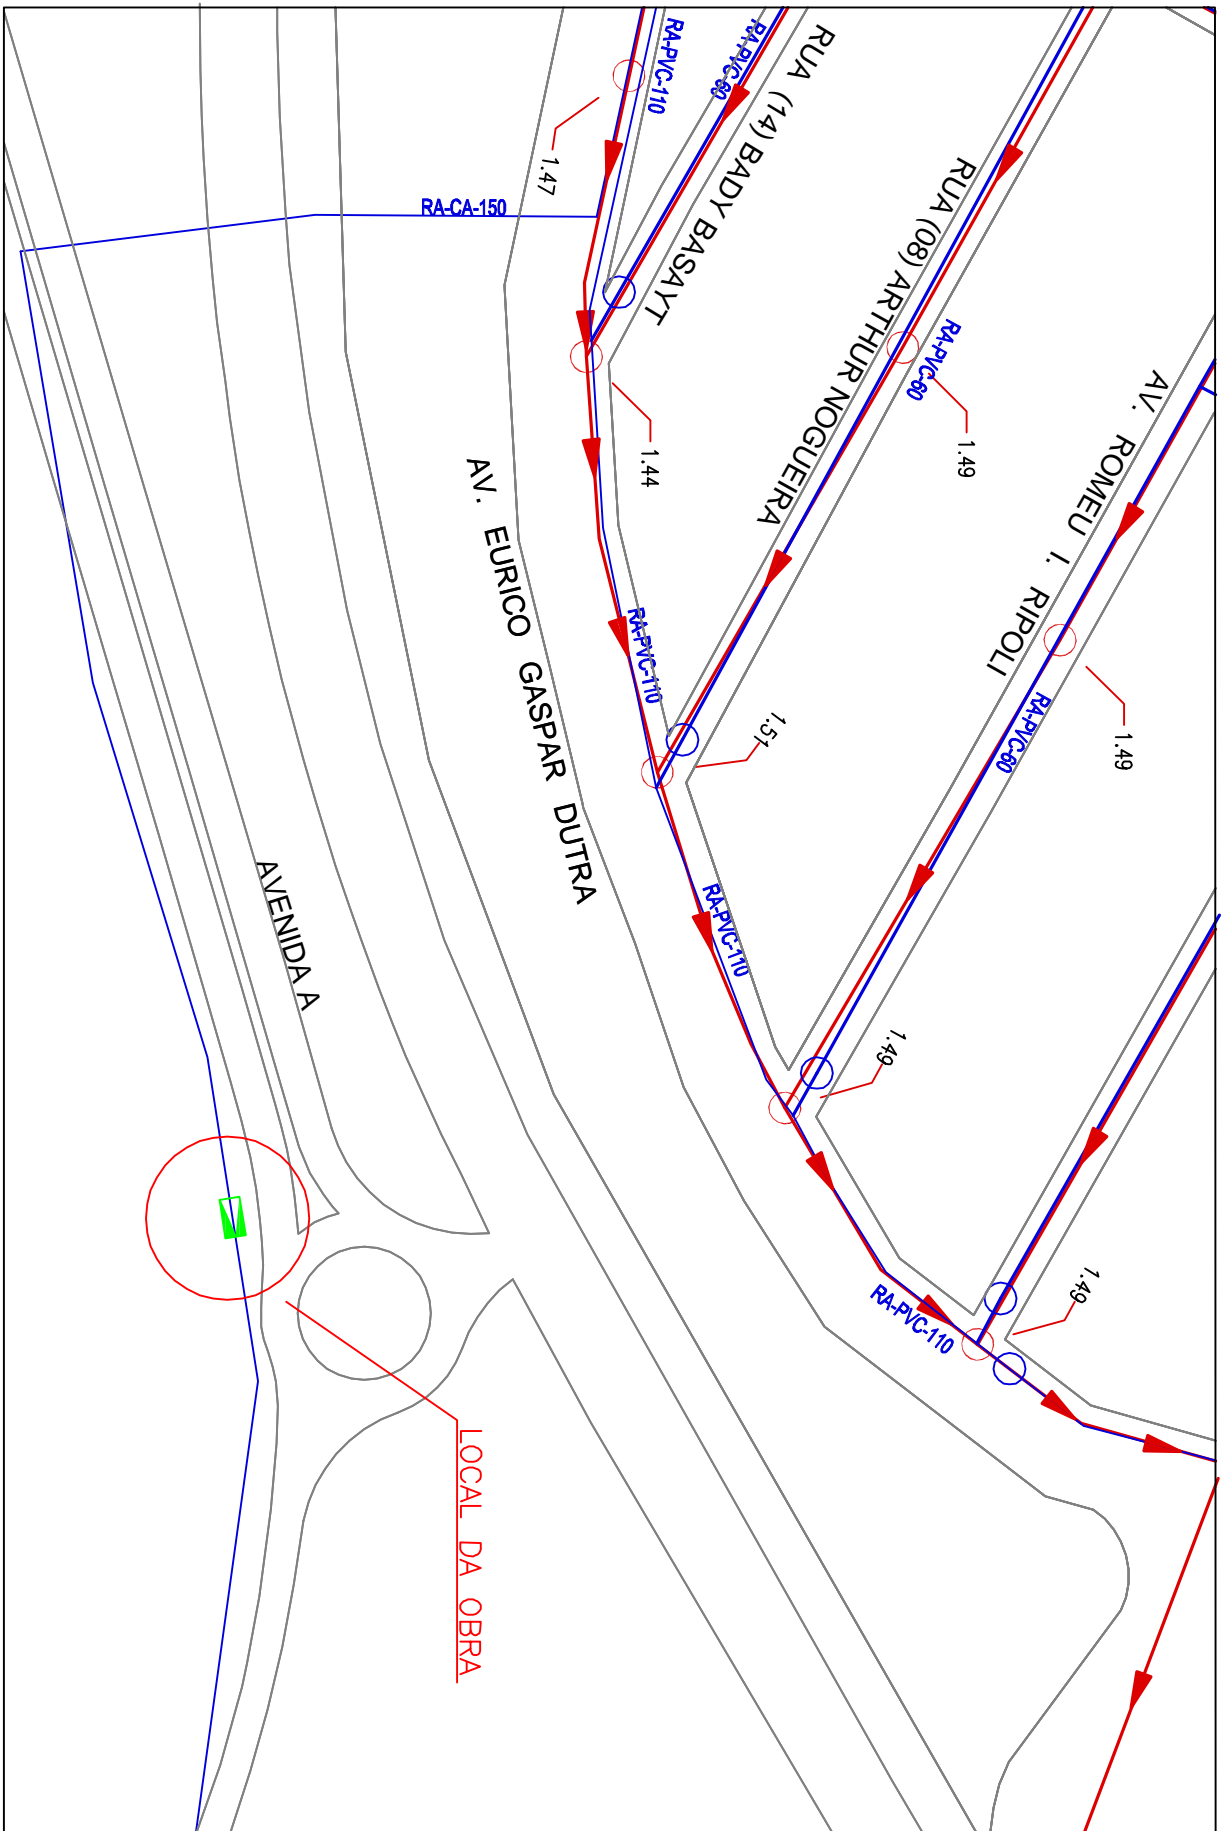 RA-PVC-110
RA-PVC-60
RUA (14) BADY BASAYT
1.47
RA-CA-150
RUA (08) ARTHUR NOGUEIRA
RA-PVC-60
1.49
1.44
AV. ROMEU I. RIPOLI
AV. EURICO GASPAR DUTRA
RA-PVC-110
1.51
RA-PVC-60
1.49
RA-PVC-110
AVENIDA A
1.49
1.49
RA-PVC-110
LOCAL DA OBRA